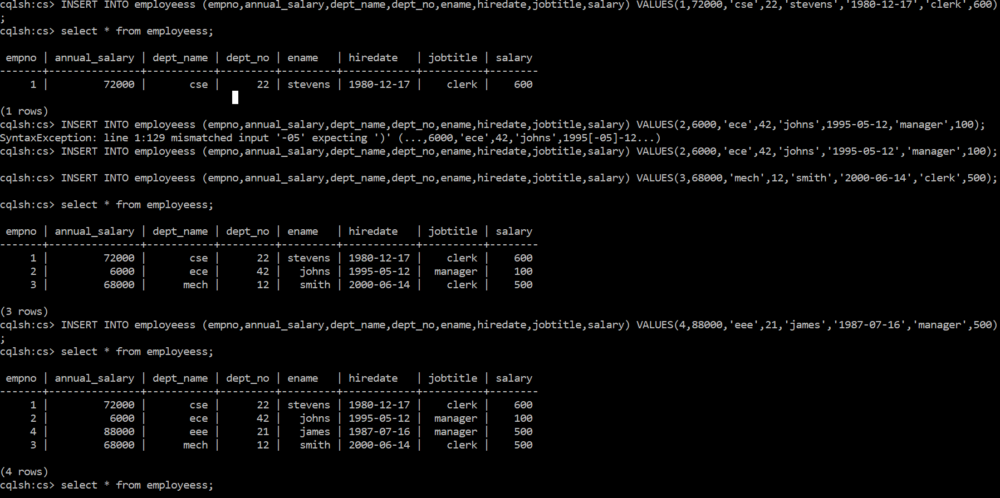 cqlsh:cs> INSERT INTO employeess (empno,annual_salary,dept_name,dept_no,ename,hiredate,jobtitle,salary) VALUES(1,72000,'cse',22,'stevens','1980-12-17','clerk',600)
;
cqlsh:cs> select * from employeess;
 empno | annual_salary | dept_name | dept_no | ename   | hiredate   | jobtitle | salary
-------+---------------+-----------+---------+---------+------------+----------+--------
     1 |         72000 |       cse |      22 | stevens | 1980-12-17 |    clerk |    600
(1 rows)
cqlsh:cs> INSERT INTO employeess (empno,annual_salary,dept_name,dept_no,ename,hiredate,jobtitle,salary) VALUES(2,6000,'ece',42,'johns',1995-05-12,'manager',100);
SyntaxException: line 1:129 mismatched input '-05' expecting ')' (...,6000,'ece',42,'johns',1995[-05]-12...)
cqlsh:cs> INSERT INTO employeess (empno,annual_salary,dept_name,dept_no,ename,hiredate,jobtitle,salary) VALUES(2,6000,'ece',42,'johns','1995-05-12','manager',100);
cqlsh:cs> INSERT INTO employeess (empno,annual_salary,dept_name,dept_no,ename,hiredate,jobtitle,salary) VALUES(3,68000,'mech',12,'smith','2000-06-14','clerk',500);
cqlsh:cs> select * from employeess;
 empno | annual_salary | dept_name | dept_no | ename   | hiredate   | jobtitle | salary
-------+---------------+-----------+---------+---------+------------+----------+--------
     1 |         72000 |       cse |      22 | stevens | 1980-12-17 |    clerk |    600
     2 |          6000 |       ece |      42 |   johns | 1995-05-12 |  manager |    100
     3 |         68000 |      mech |      12 |   smith | 2000-06-14 |    clerk |    500
(3 rows)
cqlsh:cs> INSERT INTO employeess (empno,annual_salary,dept_name,dept_no,ename,hiredate,jobtitle,salary) VALUES(4,88000,'eee',21,'james','1987-07-16','manager',500)
;
cqlsh:cs> select * from employeess;
 empno | annual_salary | dept_name | dept_no | ename   | hiredate   | jobtitle | salary
-------+---------------+-----------+---------+---------+------------+----------+--------
     1 |         72000 |       cse |      22 | stevens | 1980-12-17 |    clerk |    600
     2 |          6000 |       ece |      42 |   johns | 1995-05-12 |  manager |    100
     4 |         88000 |       eee |      21 |   james | 1987-07-16 |  manager |    500
     3 |         68000 |      mech |      12 |   smith | 2000-06-14 |    clerk |    500
(4 rows)
cqlsh:cs> select * from employeess;